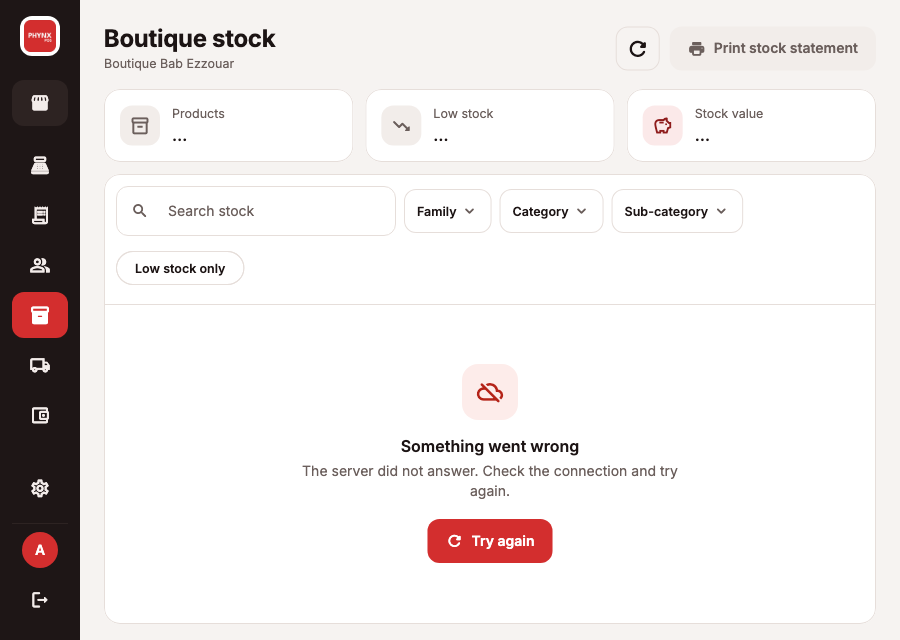 PHYNX
POS
Boutique stock
Boutique Bab Ezzouar
Print stock statement
Products
...
Low stock
...
Stock value
...
Search stock
Family
Category
Sub-category
Low stock only
Something went wrong
The server did not answer. Check the connection and try
again.
Try again
A